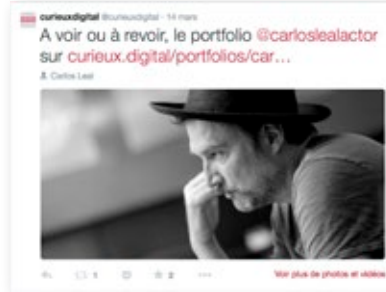 curieuxdigital @curieuxdigital · 14 mars
A voir ou à revoir, le portfolio @carloslealactor
sur curieux.digital/portfolios/car…
Carlos Leal
1 2 Voir plus de photos et vidéos